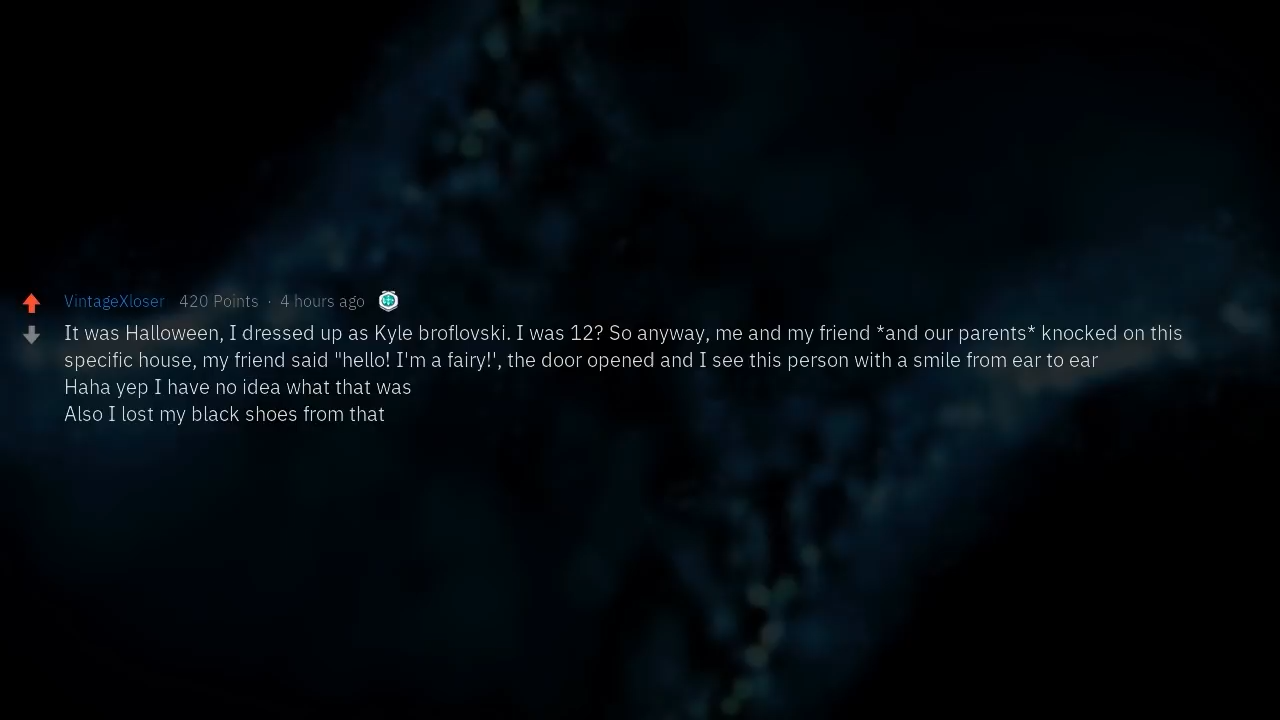 VintageXloser 420 Points · 4 hours ago
It was Halloween, I dressed up as Kyle broflovski. I was 12? So anyway, me and my friend *and our parents* knocked on this
specific house, my friend said "hello! I'm a fairy!', the door opened and I see this person with a smile from ear to ear
Haha yep I have no idea what that was
Also I lost my black shoes from that